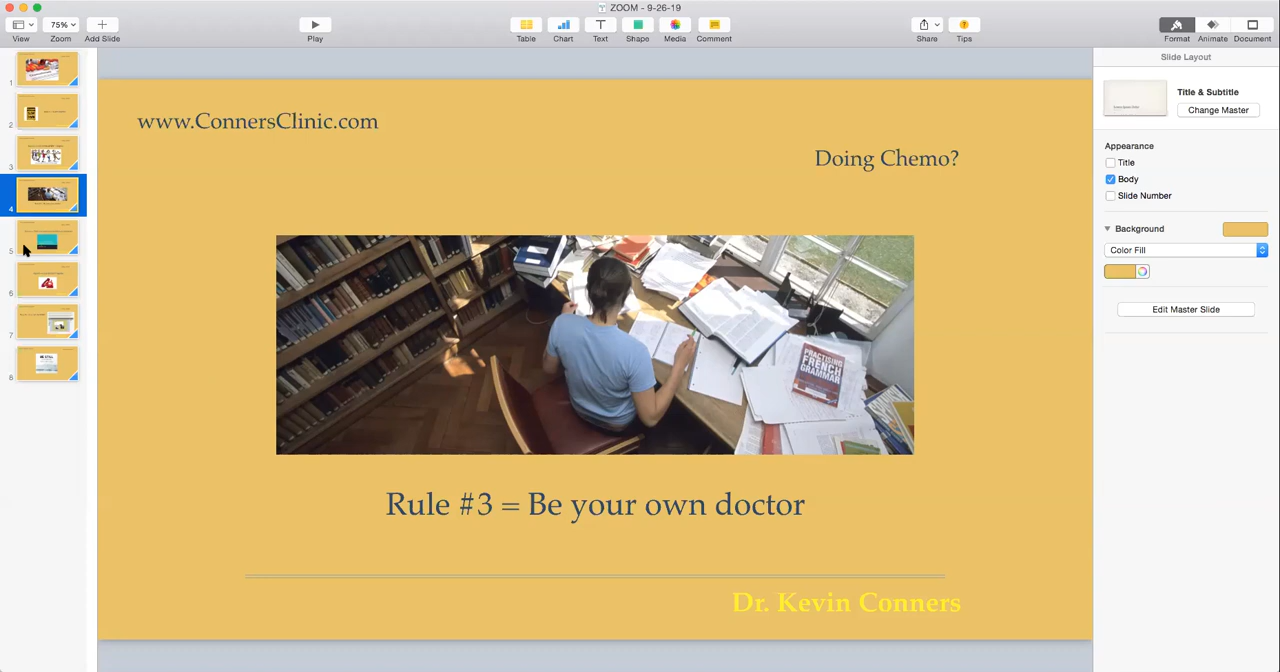 ZOOM - 9-26-19
75%
View
Zoom
Add Slide
Play
Table
Chart
Text
Shape
Media
Comment
Share
Tips
Format
Animate
Document
1
2
3
4
5
6
7
8
www.ConnersClinic.com
Doing Chemo?
PRACTISING
FRENCH
GRAMMAR
Rule #3 = Be your own doctor
Dr. Kevin Conners
Slide Layout
Title & Subtitle
Change Master
Appearance
Title
Body
Slide Number
Background
Color Fill
Edit Master Slide